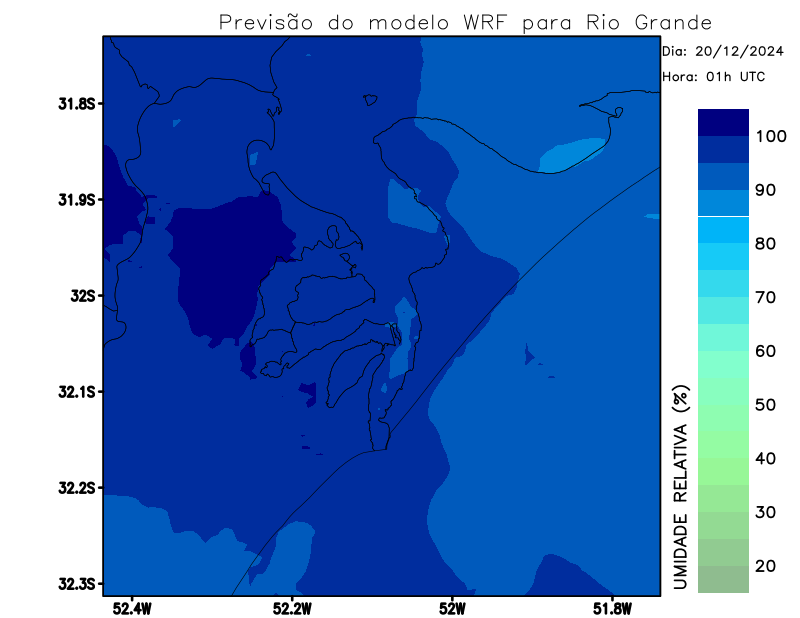 Previsão do modelo WRF para Rio Grande
Dia: 20/12/2024
Hora: 01h UTC
31.8S
31.9S
32S
32.1S
32.2S
32.3S
52.4W
52.2W
52W
51.8W
UMIDADE RELATIVA (%)
100
90
80
70
60
50
40
30
20